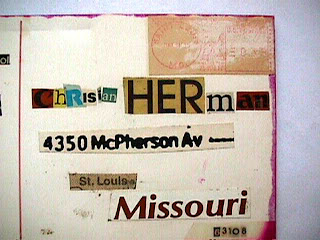 Christian HERman
4350 McPherson Av
St. Louis
Missouri
63108